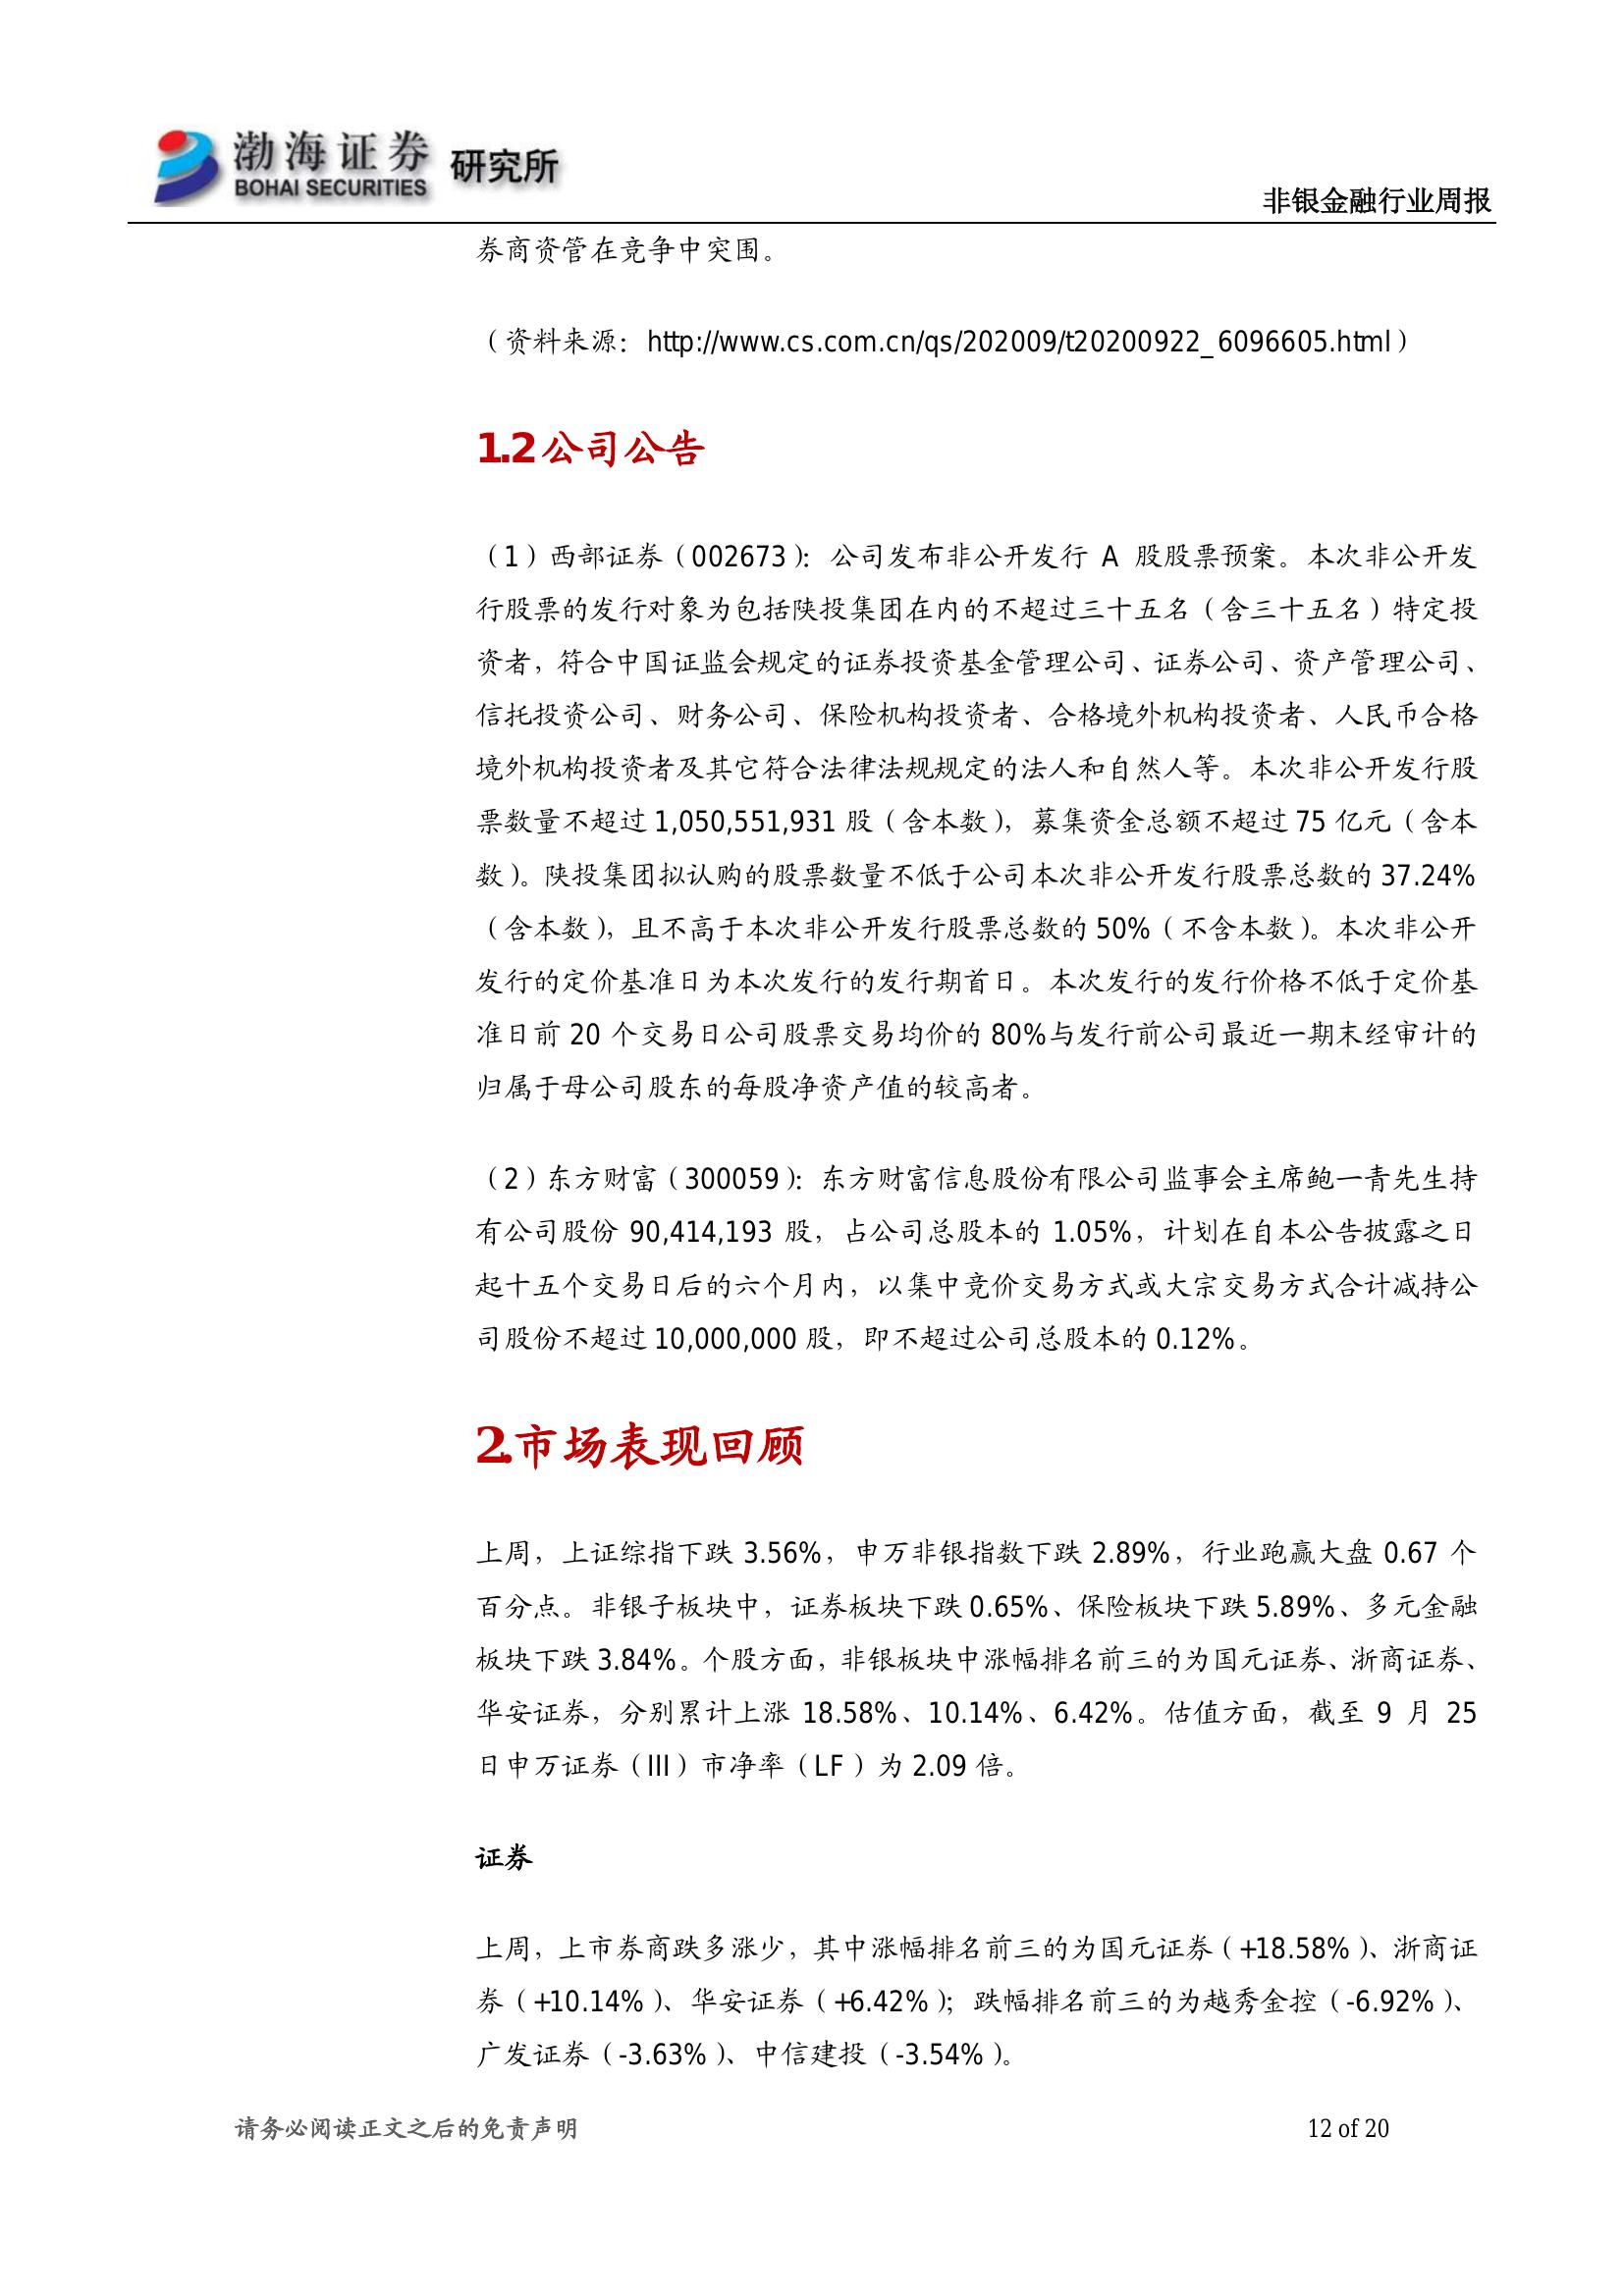 渤海证券 研究所
BOHAI SECURITIES
非银金融行业周报
券商资管在竞争中突围。
（资料来源：http://www.cs.com.cn/qs/202009/t20200922_6096605.html）
1.2 公司公告
（1）西部证券（002673）：公司发布非公开发行 A 股股票预案。本次非公开发
行股票的发行对象为包括陕投集团在内的不超过三十五名（含三十五名）特定投
资者，符合中国证监会规定的证券投资基金管理公司、证券公司、资产管理公司、
信托投资公司、财务公司、保险机构投资者、合格境外机构投资者、人民币合格
境外机构投资者及其它符合法律法规规定的法人和自然人等。本次非公开发行股
票数量不超过 1,050,551,931 股（含本数），募集资金总额不超过 75 亿元（含本
数）。陕投集团拟认购的股票数量不低于公司本次非公开发行股票总数的 37.24%
（含本数），且不高于本次非公开发行股票总数的 50%（不含本数）。本次非公开
发行的定价基准日为本次发行的发行期首日。本次发行的发行价格不低于定价基
准日前 20 个交易日公司股票交易均价的 80%与发行前公司最近一期末经审计的
归属于母公司股东的每股净资产值的较高者。
（2）东方财富（300059）：东方财富信息股份有限公司监事会主席鲍一青先生持
有公司股份 90,414,193 股，占公司总股本的 1.05%，计划在自本公告披露之日
起十五个交易日后的六个月内，以集中竞价交易方式或大宗交易方式合计减持公
司股份不超过 10,000,000 股，即不超过公司总股本的 0.12%。
2.市场表现回顾
上周，上证综指下跌 3.56%，申万非银指数下跌 2.89%，行业跑赢大盘 0.67 个
百分点。非银子板块中，证券板块下跌 0.65%、保险板块下跌 5.89%、多元金融
板块下跌 3.84%。个股方面，非银板块中涨幅排名前三的为国元证券、浙商证券、
华安证券，分别累计上涨 18.58%、10.14%、6.42%。估值方面，截至 9 月 25
日申万证券（III）市净率（LF）为 2.09 倍。
证券
上周，上市券商跌多涨少，其中涨幅排名前三的为国元证券（+18.58%）、浙商证
券（+10.14%）、华安证券（+6.42%）；跌幅排名前三的为越秀金控（-6.92%）、
广发证券（-3.63%）、中信建投（-3.54%）。
请务必阅读正文之后的免责声明
12 of 20